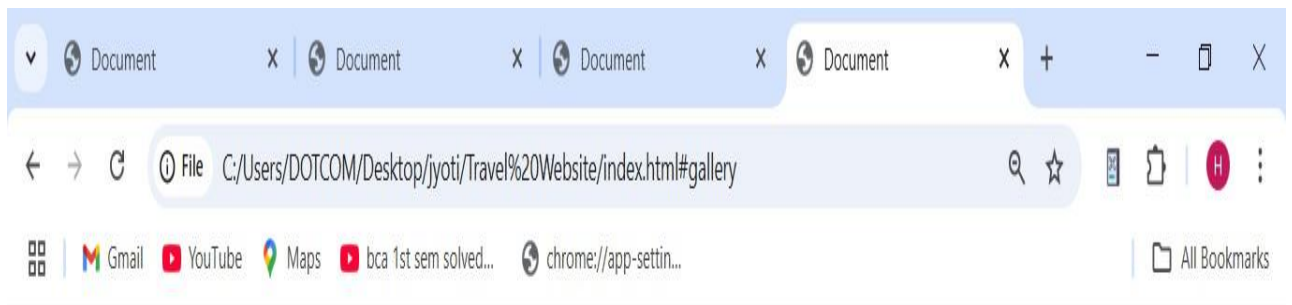 Document Document Document Document
File C:/Users/DOTCOM/Desktop/jyoti/Travel%20Website/index.html#gallery H
Gmail YouTube Maps bca 1st sem solved... chrome://app-settin... All Bookmarks